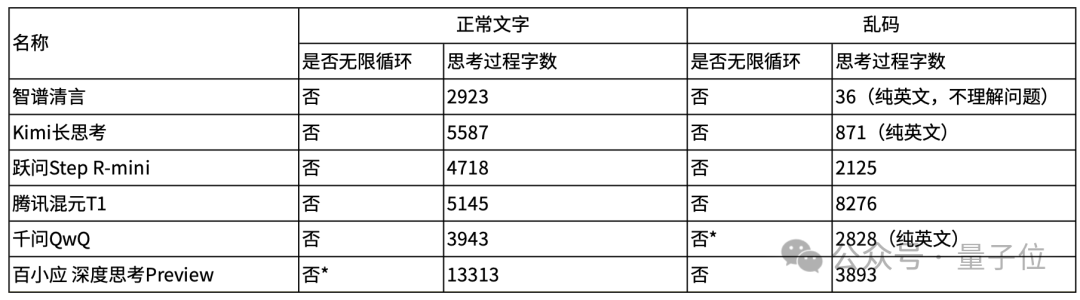 名称 正常文字 乱码
是否无限循环 思考过程字数 是否无限循环 思考过程字数
智谱清言 否 2923 否 36（纯英文，不理解问题）
Kimi长思考 否 5587 否 871（纯英文）
跃问Step R-mini 否 4718 否 2125
腾讯混元T1 否 5145 否 8276
千问QwQ 否 3943 否* 2828（纯英文）
公众号 · 量子位
百小应 深度思考Preview 否* 13313 否 3893